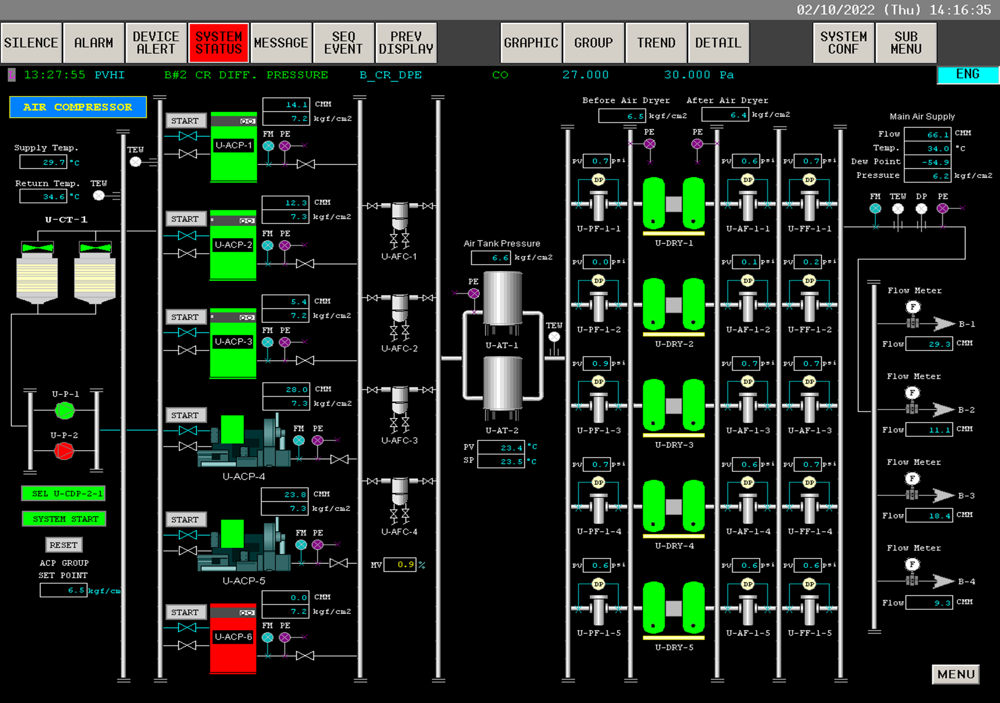 02/10/2022 (Thu) 14:16:35
SILENCE
ALARM
DEVICE
ALERT
SYSTEM
STATUS
MESSAGE
SEQ
EVENT
PREV
DISPLAY
GRAPHIC
GROUP
TREND
DETAIL
SYSTEM
CONF
SUB
MENU
L 13:27:55 PVHI B#2 CR DIFF. PRESSURE B_CR_DPE CO 27.000 30.000 Pa
ENG
AIR COMPRESSOR
Supply Temp.
29.7 °C
TEW
Return Temp.
34.6 °C
TEW
U-CT-1
U-P-1
U-P-2
SEL U-CDP-2-1
SYSTEM START
RESET
ACP GROUP
SET POINT
6.5 kgf/cm
START
14.1 CMM
7.2 kgf/cm2
FM PE
U-ACP-1
START
12.3 CMM
7.3 kgf/cm2
FM PE
U-ACP-2
START
5.4 CMM
7.2 kgf/cm2
FM PE
U-ACP-3
START
28.0 CMM
7.3 kgf/cm2
FM PE
U-ACP-4
START
23.8 CMM
7.3 kgf/cm2
FM PE
U-ACP-5
START
0.0 CMM
7.2 kgf/cm2
FM PE
U-ACP-6
U-AFC-1
U-AFC-2
U-AFC-3
U-AFC-4
MV 0.9 %
Air Tank Pressure
6.6 kgf/cm2
PE
U-AT-1
TEW
U-AT-2
PV 23.4 °C
SP 23.5 °C
Before Air Dryer
6.5 kgf/cm2
After Air Dryer
6.4 kgf/cm2
PE PE
PV 0.7 psi
DP
U-PF-1-1
U-DRY-1
PV 0.6 psi
DP
U-AF-1-1
PV 0.7 psi
DP
U-FF-1-1
PV 0.0 psi
DP
U-PF-1-2
U-DRY-2
PV 0.1 psi
DP
U-AF-1-2
PV 0.2 psi
DP
U-FF-1-2
PV 0.9 psi
DP
U-PF-1-3
U-DRY-3
PV 0.7 psi
DP
U-AF-1-3
PV 0.7 psi
DP
U-AF-1-3
PV 0.7 psi
DP
U-PF-1-4
U-DRY-4
PV 0.6 psi
DP
U-AF-1-4
PV 0.7 psi
DP
U-FF-1-4
PV 0.6 psi
DP
U-PF-1-5
U-DRY-5
PV 0.6 psi
DP
U-AF-1-5
PV 0.6 psi
DP
U-FF-1-5
Main Air Supply
Flow 66.1 CMM
Temp. 34.0 °C
Dew Point -54.9
Pressure 6.2 kgf/cm2
FM TEW DP PE
Flow Meter
F
B-1
Flow 29.3 CMM
Flow Meter
F
B-2
Flow 11.1 CMM
Flow Meter
F
B-3
Flow 18.4 CMM
Flow Meter
F
B-4
Flow 9.3 CMM
MENU